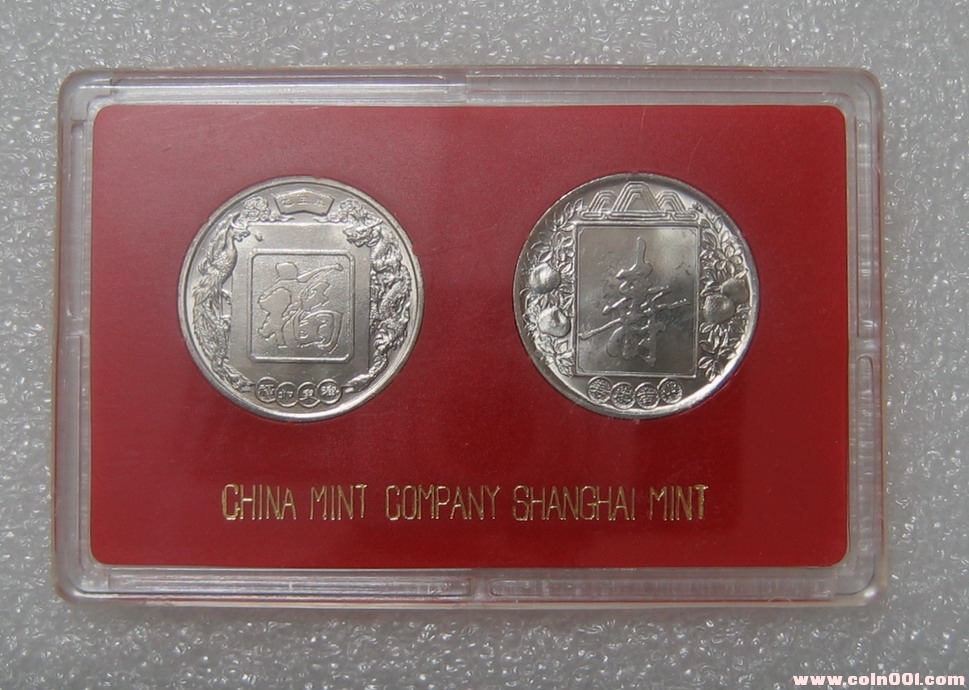 福
壽
CHINA MINT COMPANY SHANGHAI MINT
www.coin001.com